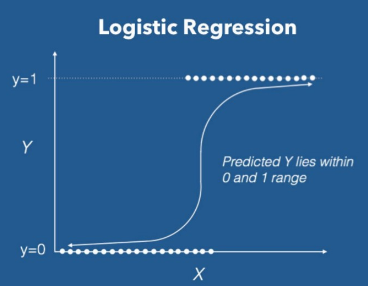 Logistic Regression
y=1
Y
Predicted Y lies within
0 and 1 range
y=0
X